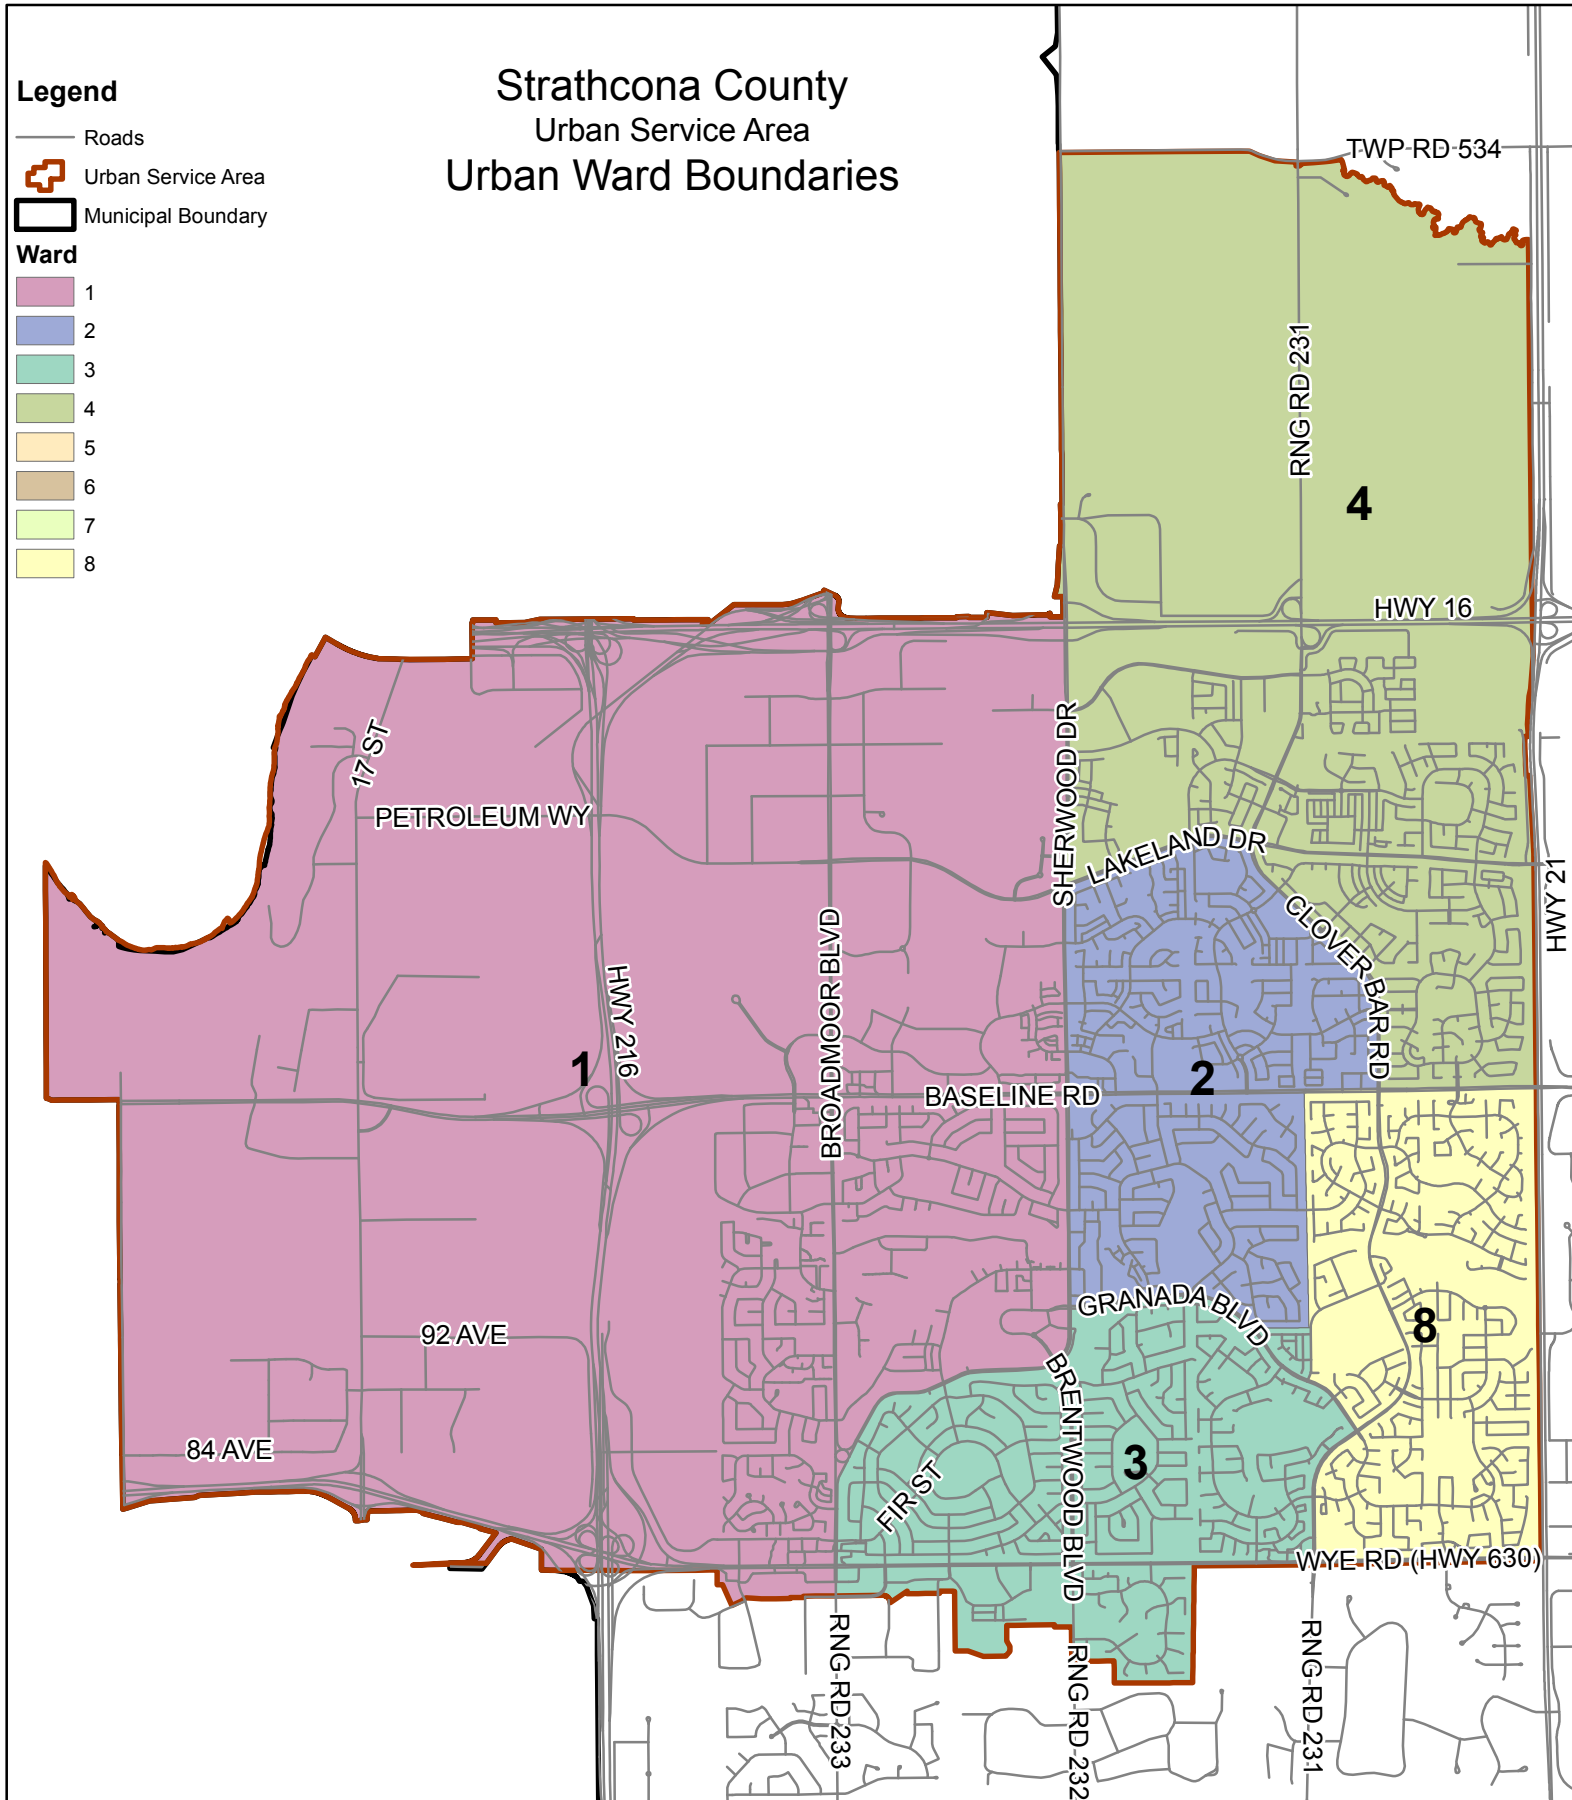 Strathcona County
Urban Service Area
Urban Ward Boundaries
Legend
Roads
Urban Service Area
Municipal Boundary
Ward
1
2
3
4
5
6
7
8
TWP RD 534
RNG RD 231
4
HWY 16
17 ST
PETROLEUM WY
SHERWOOD DR
LAKELAND DR
CLOVER BAR RD
HWY 21
BROADMOOR BLVD
HWY 216
1
2
BASELINE RD
GRANADA BLVD
8
92 AVE
BRENTWOOD BLVD
84 AVE
3
FIR ST
WYE RD (HWY 630)
RNG RD 233
RNG RD 232
RNG RD 231